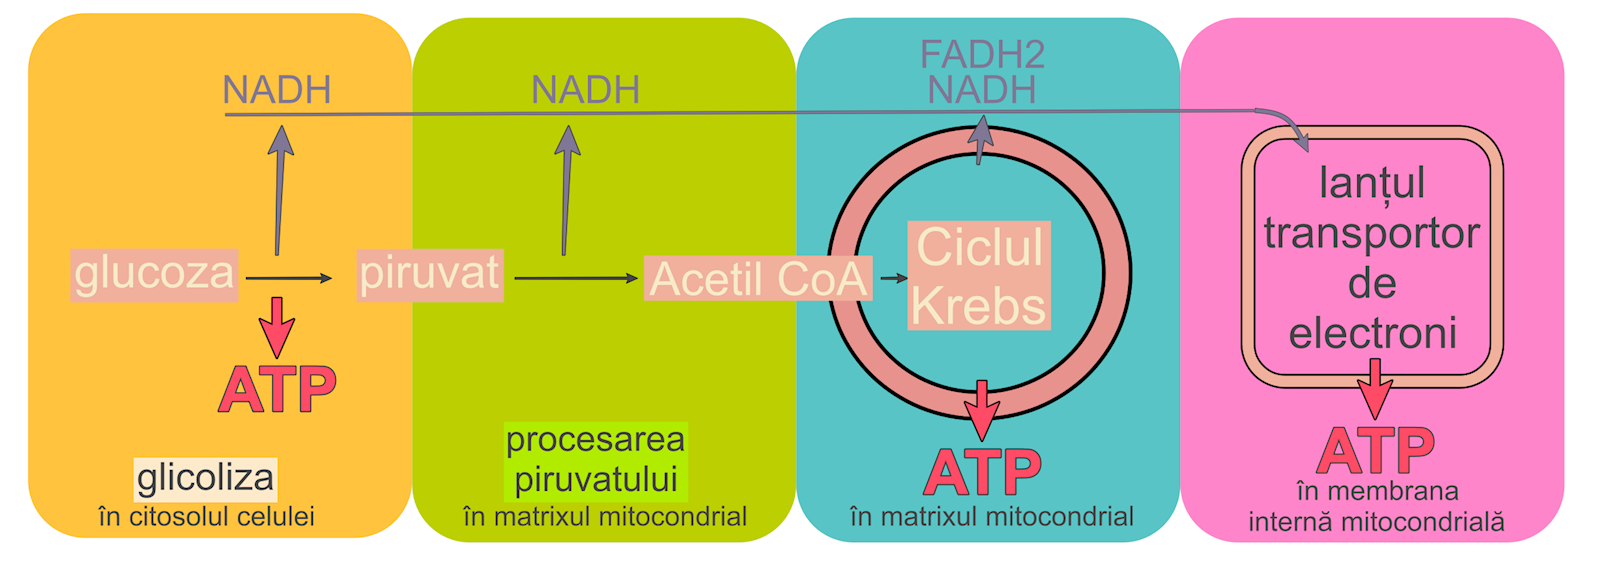 NADH
glucoza
piruvat
ATP
glicoliza
în citosolul celulei
NADH
Acetil CoA
procesarea
piruvatului
în matrixul mitocondrial
FADH2
NADH
Ciclul
Krebs
ATP
în matrixul mitocondrial
lanțul
transportor
de
electroni
ATP
în membrana
internă mitocondrială